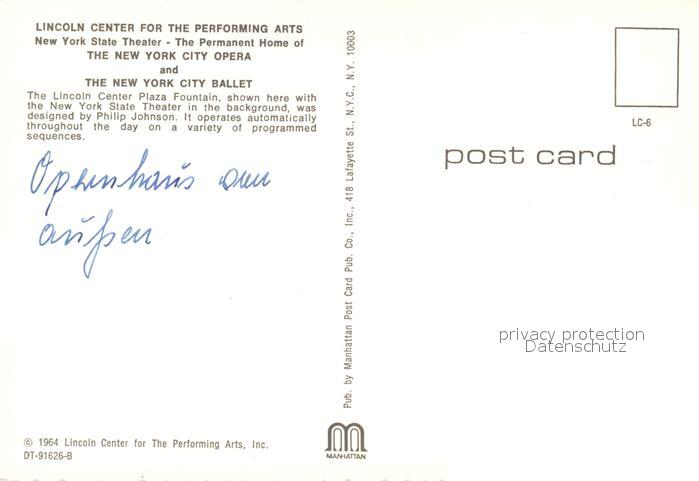 LINCOLN CENTER FOR THE PERFORMING ARTS
New York State Theater - The Permanent Home of
THE NEW YORK CITY OPERA
and
THE NEW YORK CITY BALLET
The Lincoln Center Plaza Fountain, shown here with
the New York State Theater in the background, was
designed by Philip Johnson. It operates automatically
throughout the day on a variety of programmed
sequences.
Opernhaus von
außen
© 1964 Lincoln Center for The Performing Arts, Inc.
DT-91626-B
Pub. by Manhattan Post Card Pub. Co., Inc., 418 Lafayette St., N.Y.C., N.Y. 10003
MANHATTAN
LC-6
post card
privacy protection
Datenschutz